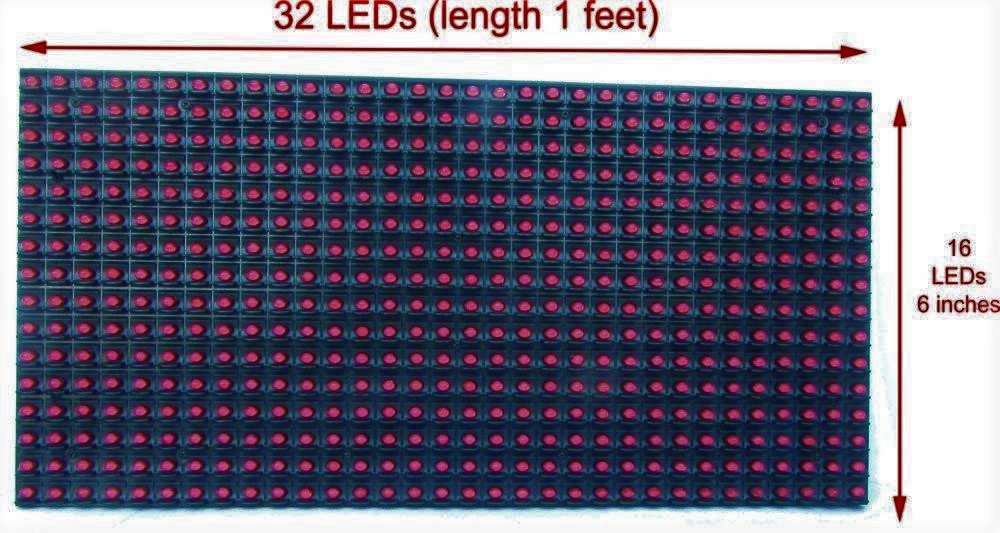 32 LEDs (length 1 feet)
16
LEDs
6 inches